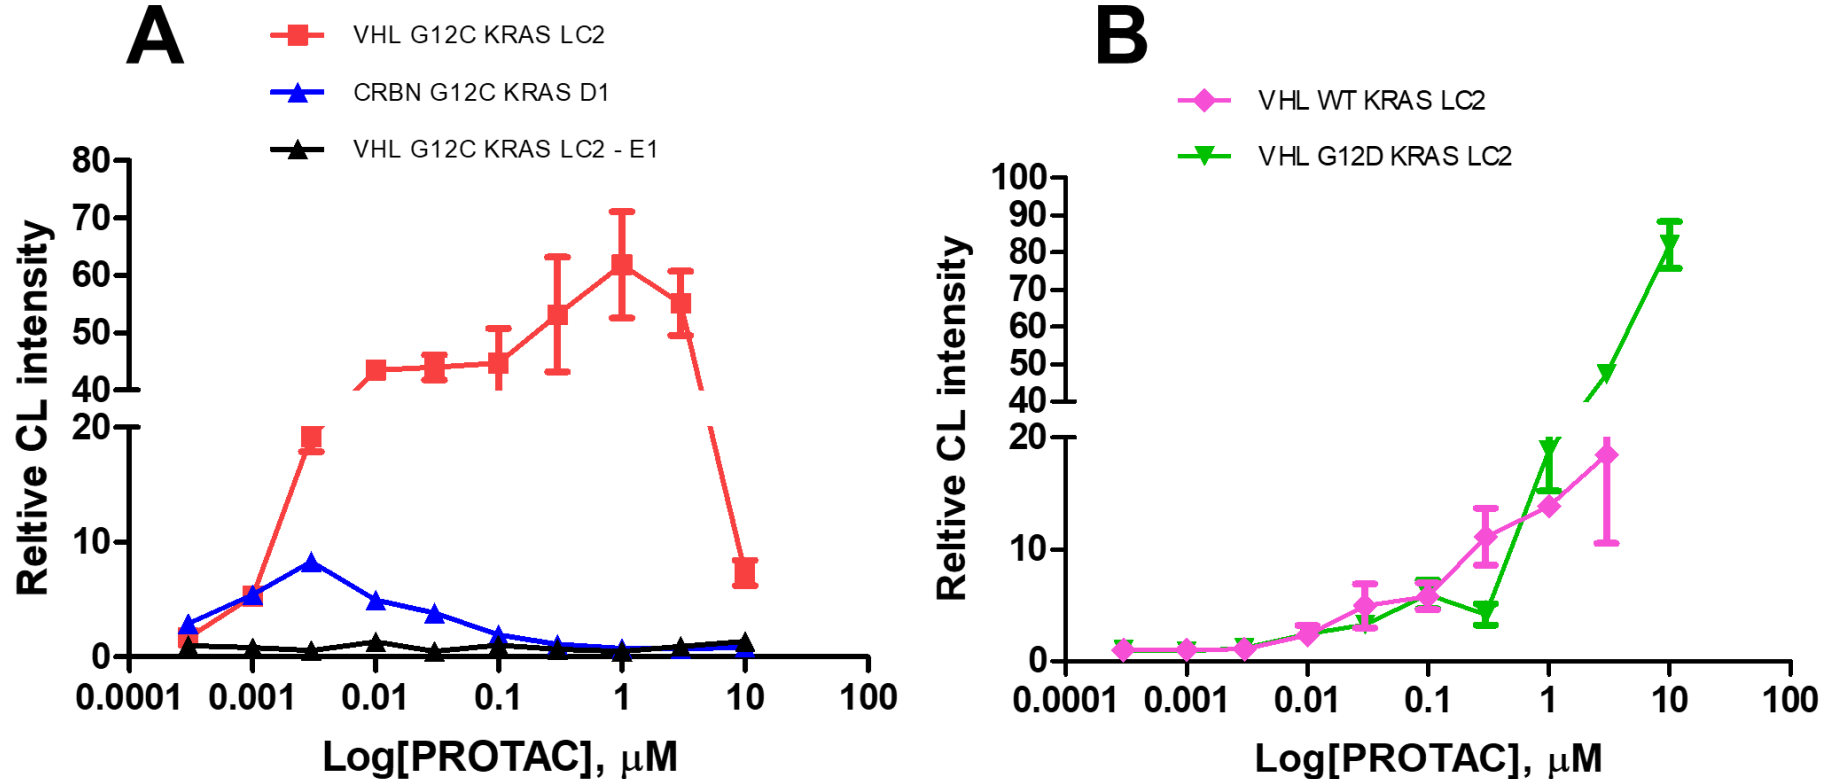 A
VHL G12C KRAS LC2
CRBN G12C KRAS D1
VHL G12C KRAS LC2 - E1
80
70
60
50
40
20
10
0
0.0001 0.001 0.01 0.1 1 10 100
Reltive CL intensity
Log[PROTAC], μM
B
VHL WT KRAS LC2
VHL G12D KRAS LC2
100
90
80
70
60
50
40
20
10
0
0.0001 0.001 0.01 0.1 1 10 100
Reltive CL intensity
Log[PROTAC], μM